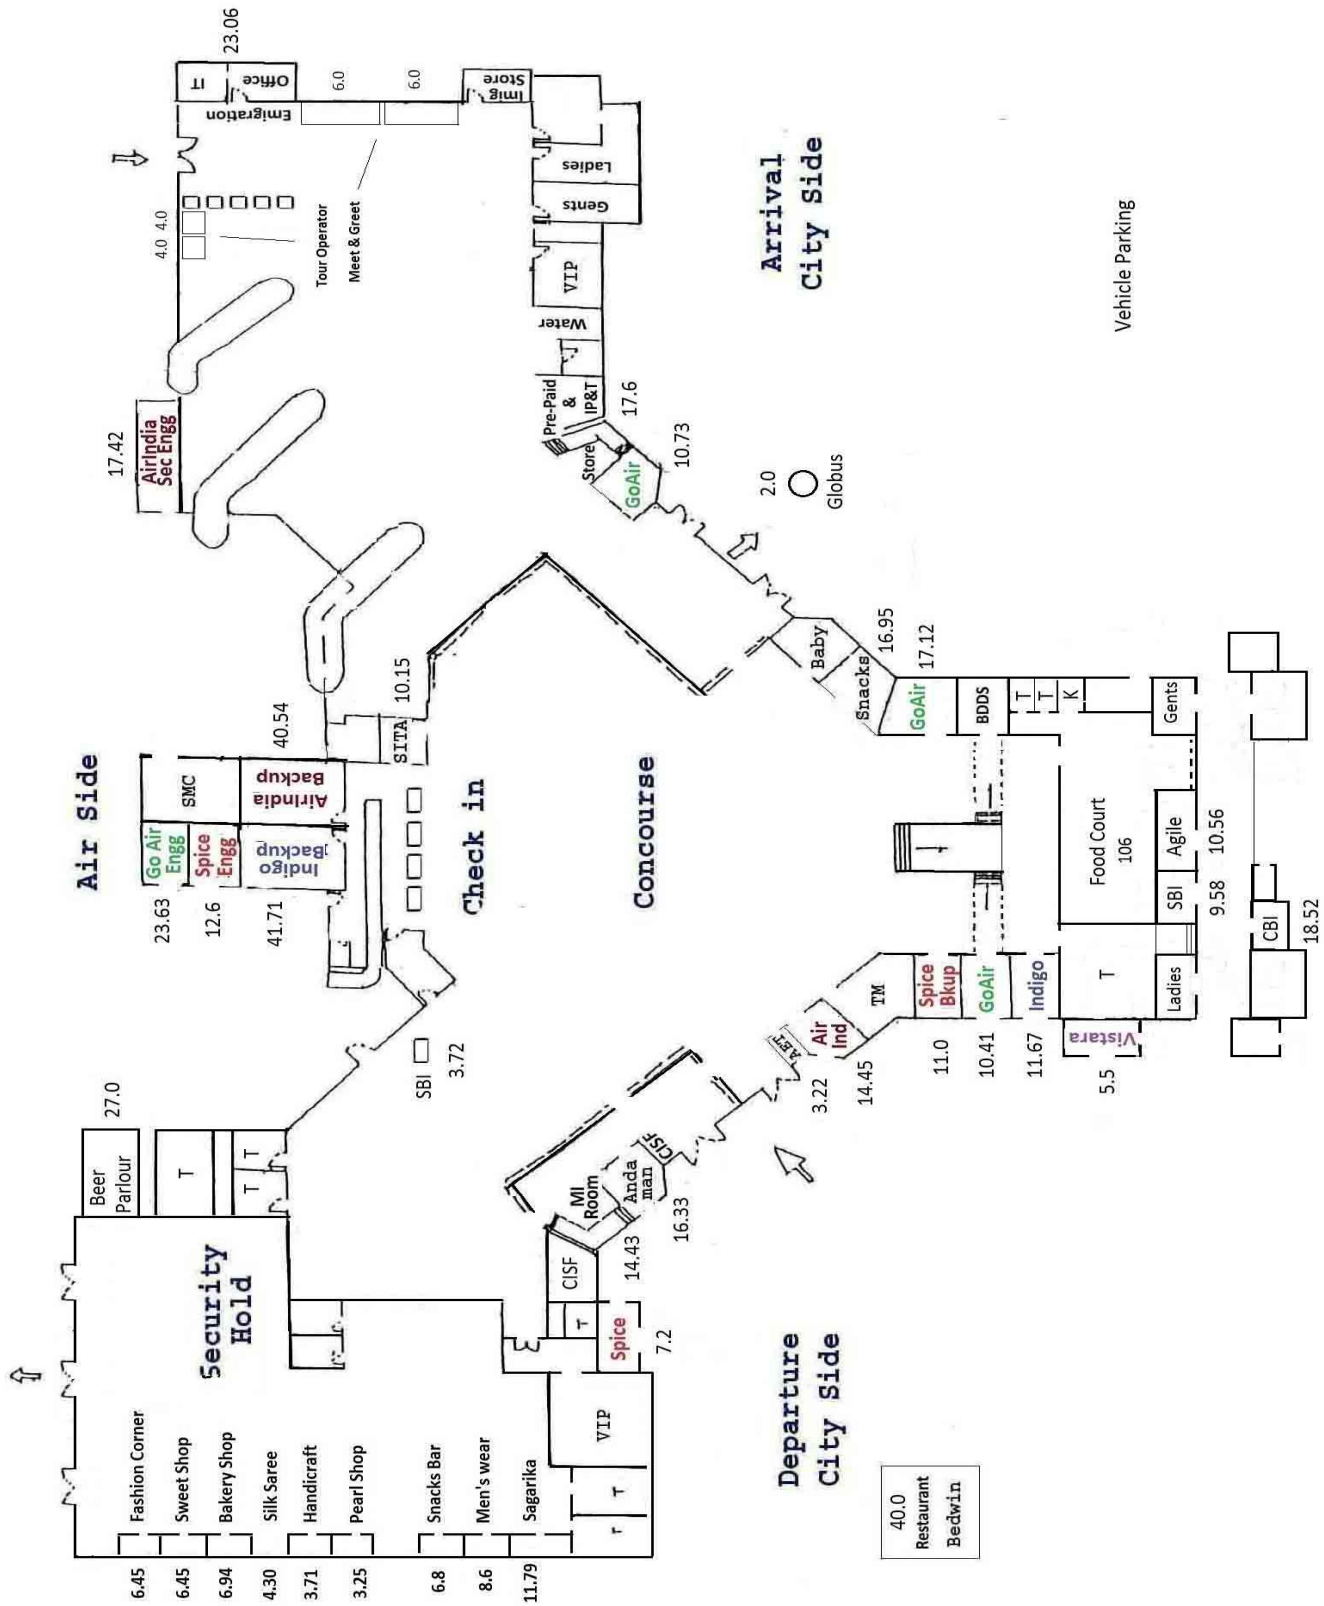 Air Side
Check in
Concourse
Security
Hold
Departure
City Side
Arrival
City Side
Vehicle Parking
6.45
Fashion Corner
6.45
Sweet Shop
6.94
Bakery Shop
4.30
Silk Saree
3.71
Handicraft
3.25
Pearl Shop
6.8
Snacks Bar
8.6
Men's wear
11.79
Sagarika
T
T
VIP
Beer
Parlour
27.0
T
T
T
T
Spice
7.2
CISF
14.43
MI
Room
Anda
man
16.33
CISF
40.0
Restaurant
Bedwin
SBI
3.72
23.63
Go Air
Engg
12.6
Spice
Engg
41.71
Indigo
Backup
SMC
AirIndia
Backup
40.54
SITA
10.15
AirIndia
Sec Engg
17.42
4.0
4.0
Tour Operator
Meet & Greet
Emigration
IT
Office
23.06
6.0
6.0
Imig
Store
Ladies
Gents
VIP
Water
Pre-Paid
&
IP&T
17.6
Store
GoAir
10.73
2.0
Globus
Baby
Snacks
16.95
GoAir
17.12
BDDS
T
T
K
Gents
Food Court
106
Agile
10.56
SBI
9.58
T
Ladies
CBI
18.52
AET
3.22
Air
Ind
14.45
TM
Spice
Bkup
11.0
GoAir
10.41
Indigo
11.67
Vistara
5.5